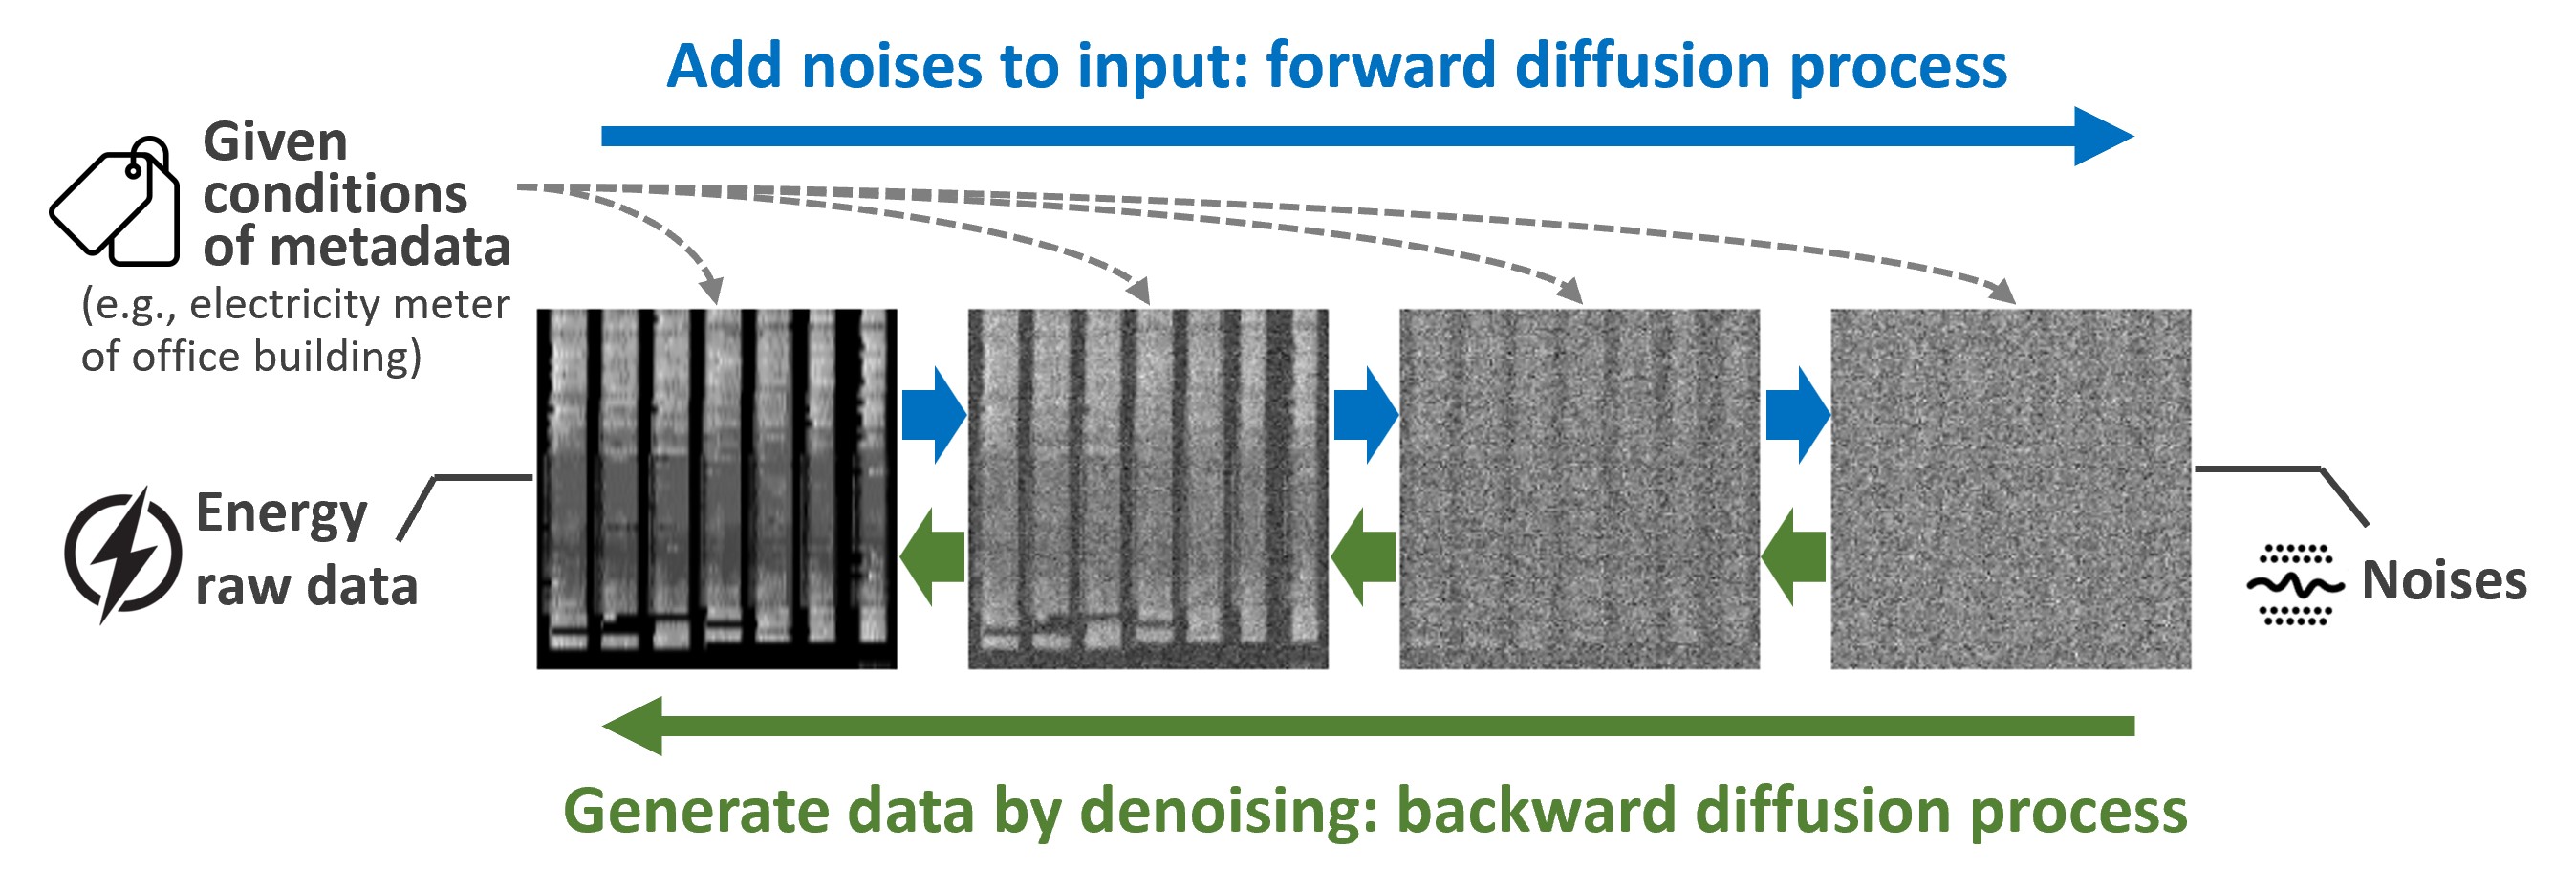 Add noises to input: forward diffusion process
Given
conditions
of metadata
(e.g., electricity meter
of office building)
Energy
raw data
Noises
Generate data by denoising: backward diffusion process